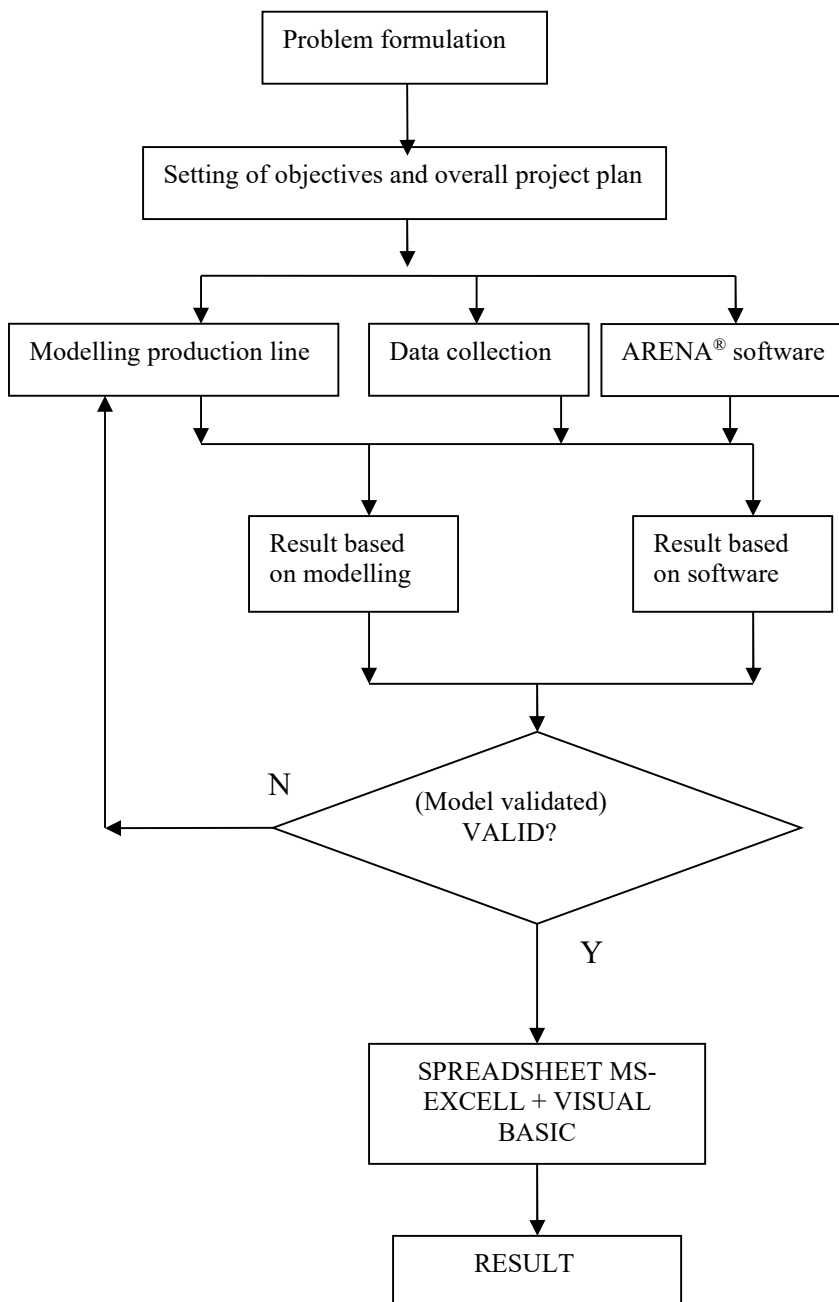 Problem formulation
Setting of objectives and overall project plan
Modelling production line
Data collection
ARENA® software
Result based
on modelling
Result based
on software
N
(Model validated)
VALID?
Y
SPREADSHEET MS-
EXCELL + VISUAL
BASIC
RESULT